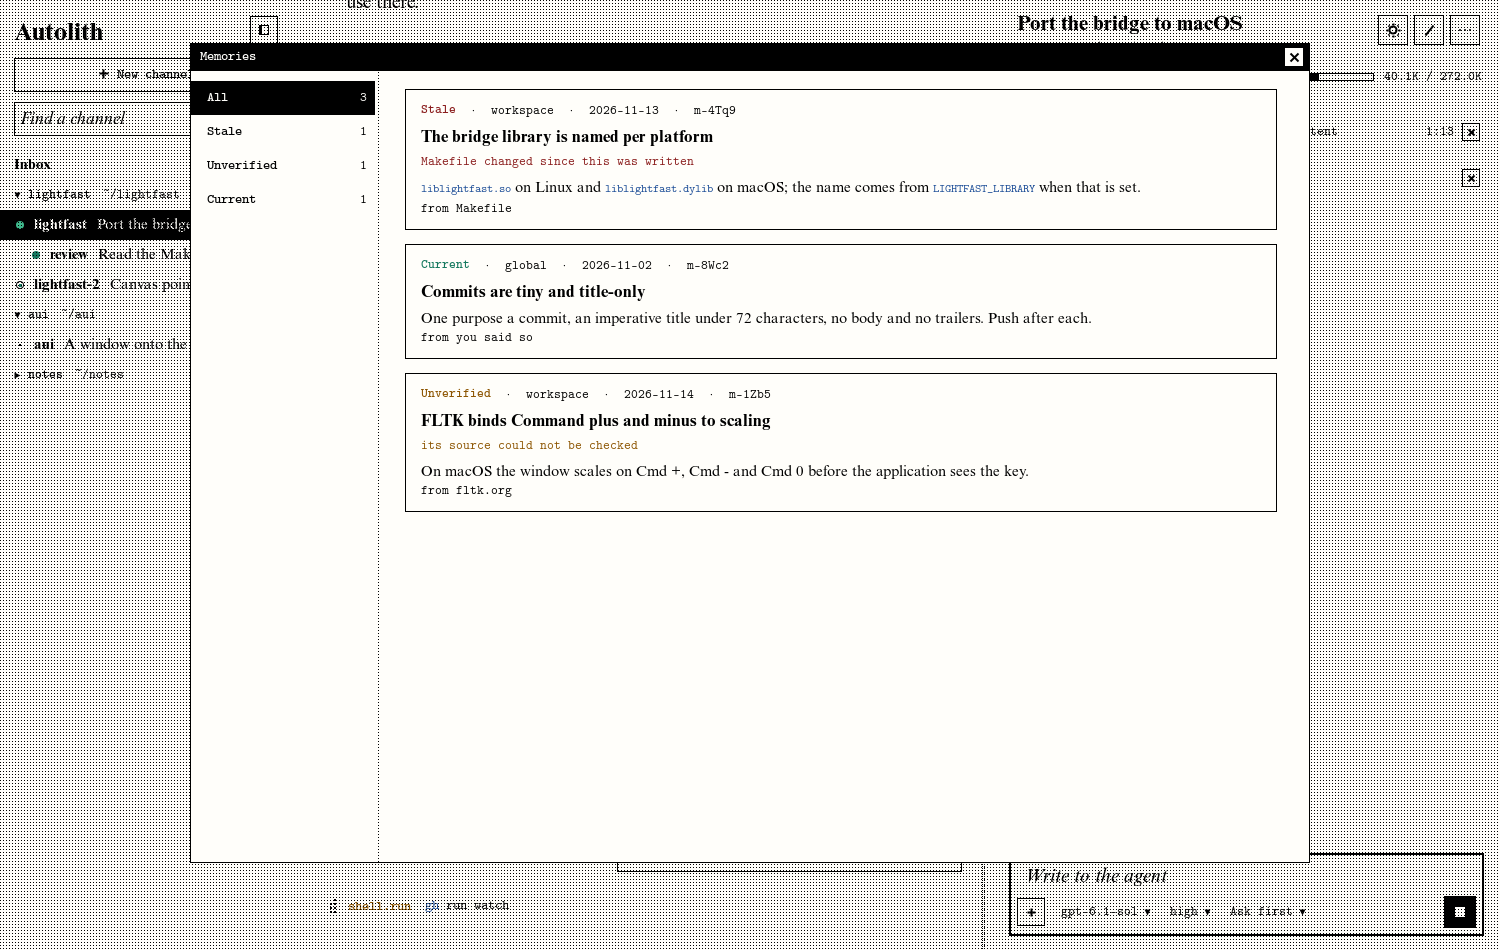 use there.
Autolith
Port the bridge to macOS
Memories
+ New channe
40.1K / 272.0K
Find a channel
tent 1:13
Inbox
▾ lightfast ~/lightfast
lightfast Port the bridge
review Read the Mak
lightfast-2 Canvas poin
▾ aui ~/aui
aui A window onto the
▸ notes ~/notes
All 3
Stale 1
Unverified 1
Current 1
Stale · workspace · 2026-11-13 · m-4Tq9
The bridge library is named per platform
Makefile changed since this was written
liblightfast.so on Linux and liblightfast.dylib on macOS; the name comes from LIGHTFAST_LIBRARY when that is set.
from Makefile
Current · global · 2026-11-02 · m-8Wc2
Commits are tiny and title-only
One purpose a commit, an imperative title under 72 characters, no body and no trailers. Push after each.
from you said so
Unverified · workspace · 2026-11-14 · m-1Zb5
FLTK binds Command plus and minus to scaling
its source could not be checked
On macOS the window scales on Cmd +, Cmd - and Cmd 0 before the application sees the key.
from fltk.org
shell.run gh run watch
Write to the agent
+ gpt-6.1-sol ▾ high ▾ Ask first ▾